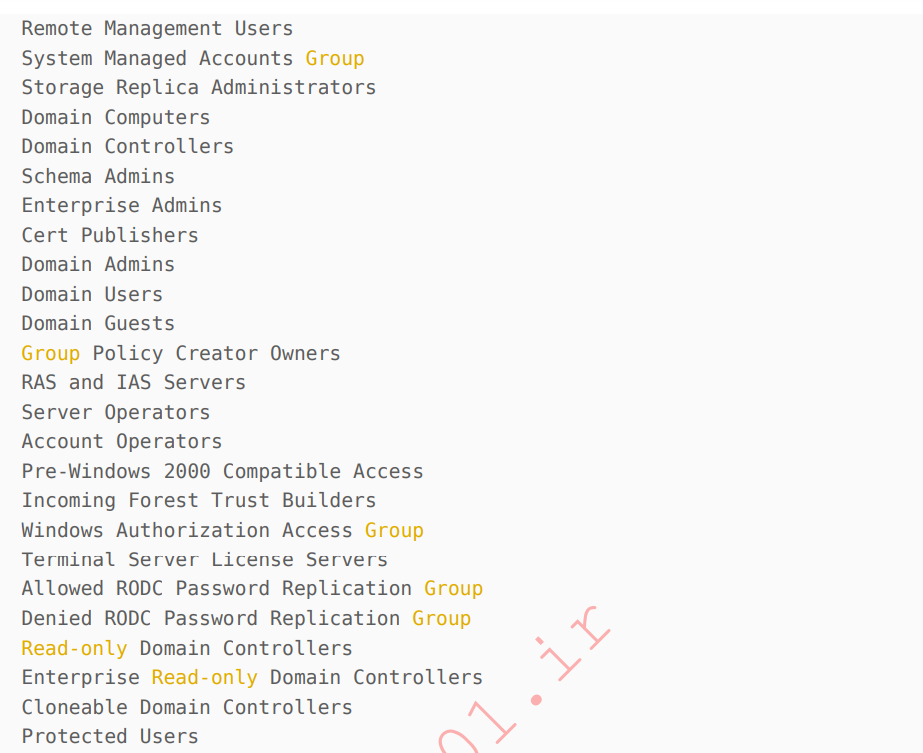 Remote Management Users
System Managed Accounts Group
Storage Replica Administrators
Domain Computers
Domain Controllers
Schema Admins
Enterprise Admins
Cert Publishers
Domain Admins
Domain Users
Domain Guests
Group Policy Creator Owners
RAS and IAS Servers
Server Operators
Account Operators
Pre-Windows 2000 Compatible Access
Incoming Forest Trust Builders
Windows Authorization Access Group
Terminal Server License Servers
Allowed RODC Password Replication Group
Denied RODC Password Replication Group
Read-only Domain Controllers
Enterprise Read-only Domain Controllers
Cloneable Domain Controllers
Protected Users
01.ir